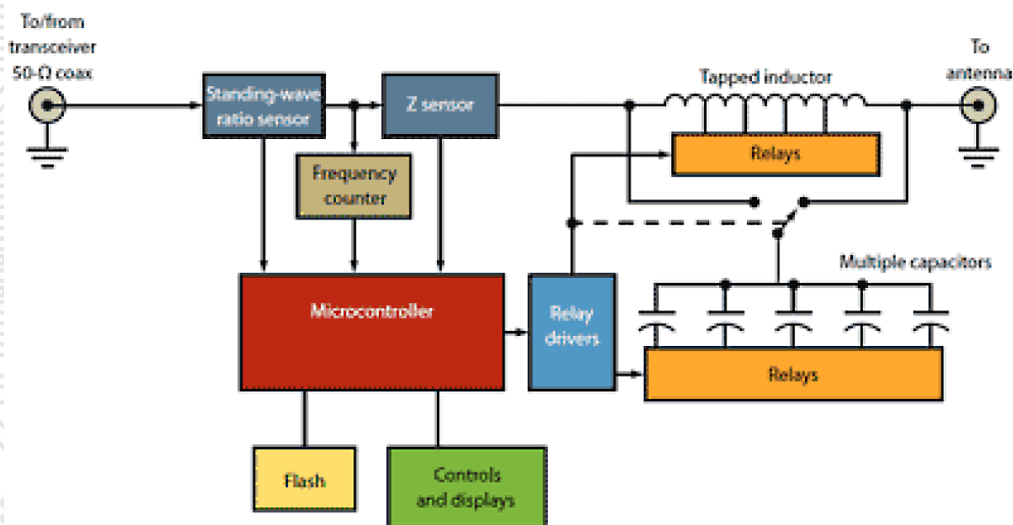 To/from
transceiver
50-Ω coax
Standing-wave
ratio sensor
Z sensor
Tapped inductor
To
antenna
Relays
Frequency
counter
Multiple capacitors
Microcontroller
Relay
drivers
Relays
Flash
Controls
and displays